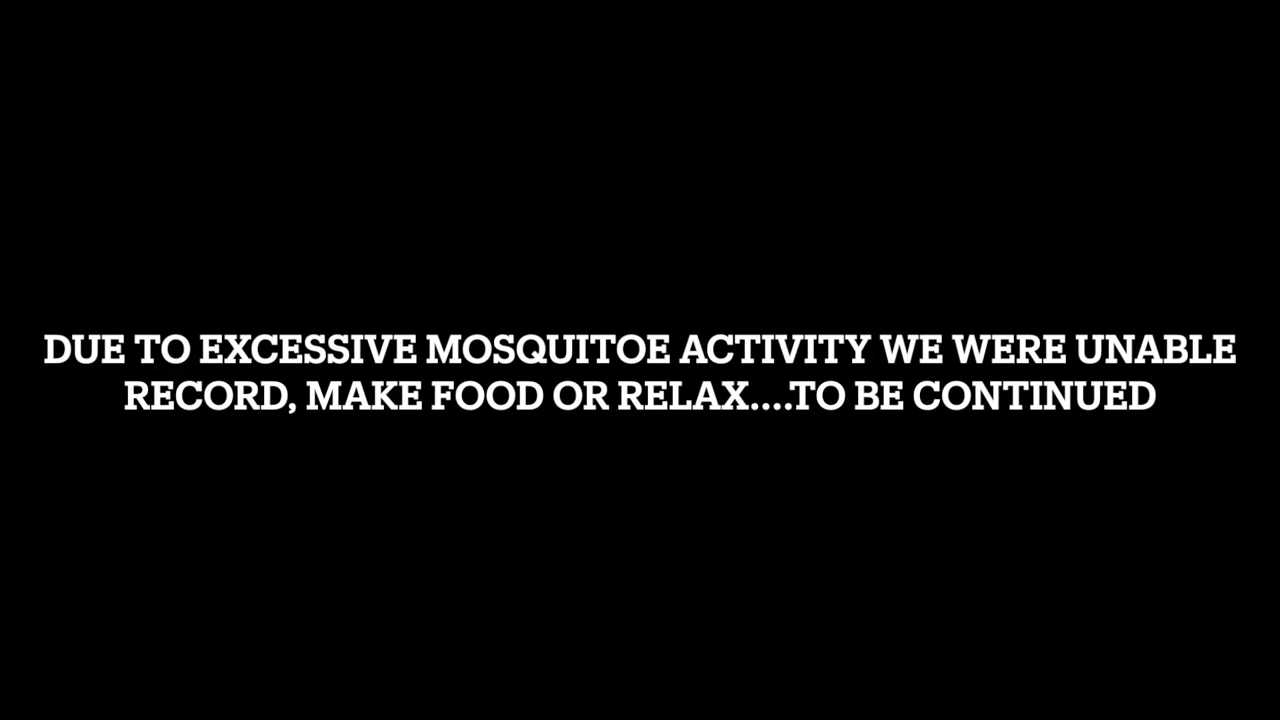 DUE TO EXCESSIVE MOSQUITOE ACTIVITY WE WERE UNABLE
RECORD, MAKE FOOD OR RELAX....TO BE CONTINUED